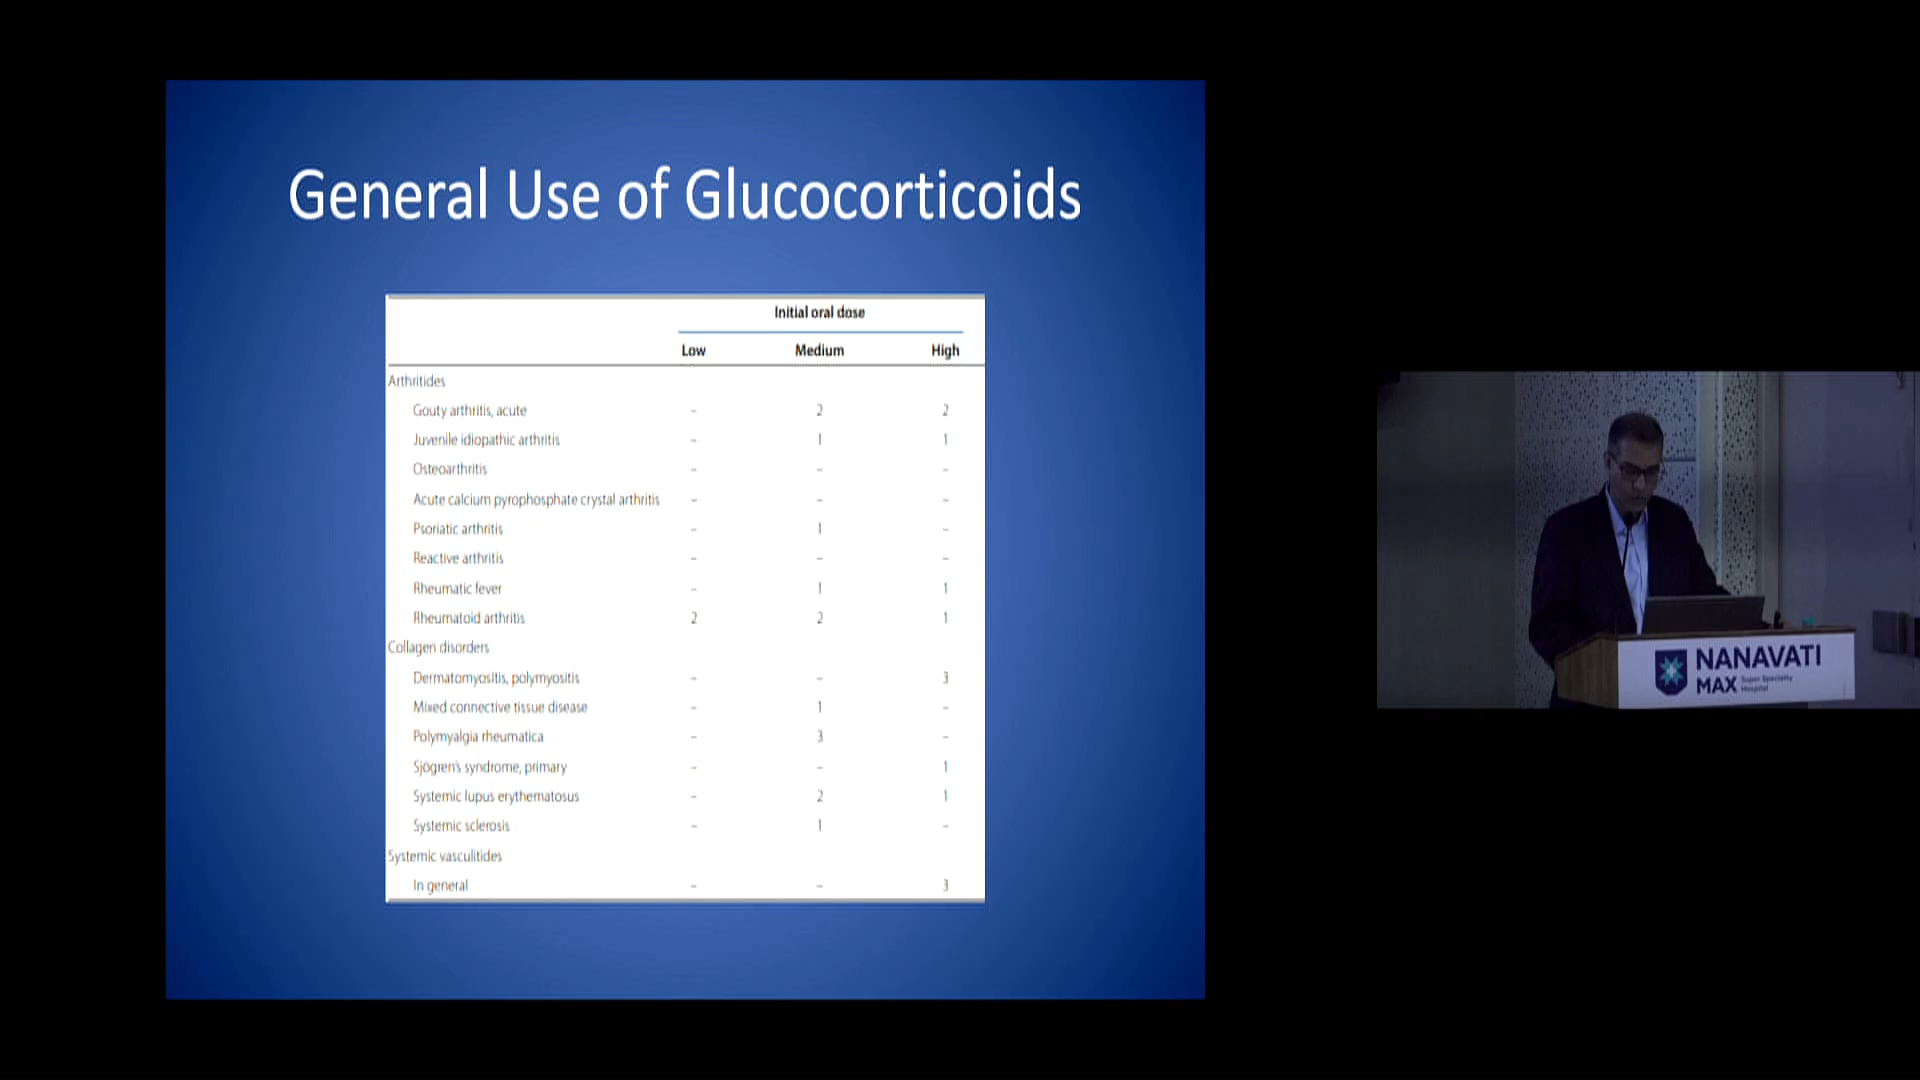 General Use of Glucocorticoids
Initial oral dose
Low Medium High
Arthritides
Gouty arthritis, acute - 2 2
Juvenile idiopathic arthritis - 1 1
Osteoarthritis - - -
Acute calcium pyrophosphate crystal arthritis - - -
Psoriatic arthritis - 1 -
Reactive arthritis - - -
Rheumatic fever - 1 1
Rheumatoid arthritis 2 2 1
Collagen disorders
Dermatomyositis, polymyositis - - 3
Mixed connective tissue disease - 1 -
Polymyalgia rheumatica - 3 -
Sjögren's syndrome, primary - - 1
Systemic lupus erythematosus - 2 1
Systemic sclerosis - 1 -
Systemic vasculitides
In general - - 3
NANAVATI
MAX Super Speciality
Hospital